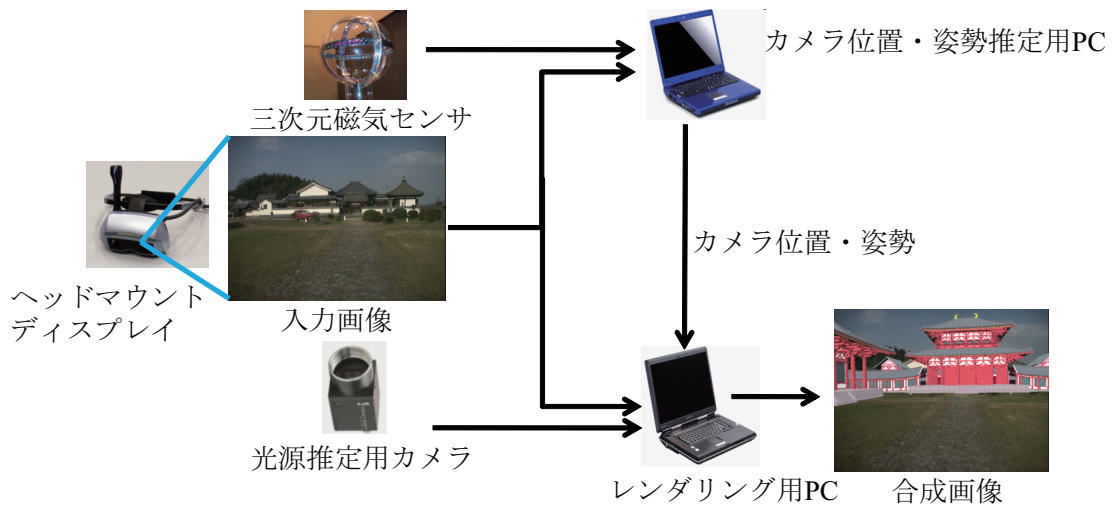 カメラ位置・姿勢推定用PC
三次元磁気センサ
カメラ位置・姿勢
ヘッドマウント
ディスプレイ
入力画像
光源推定用カメラ
レンダリング用PC
合成画像